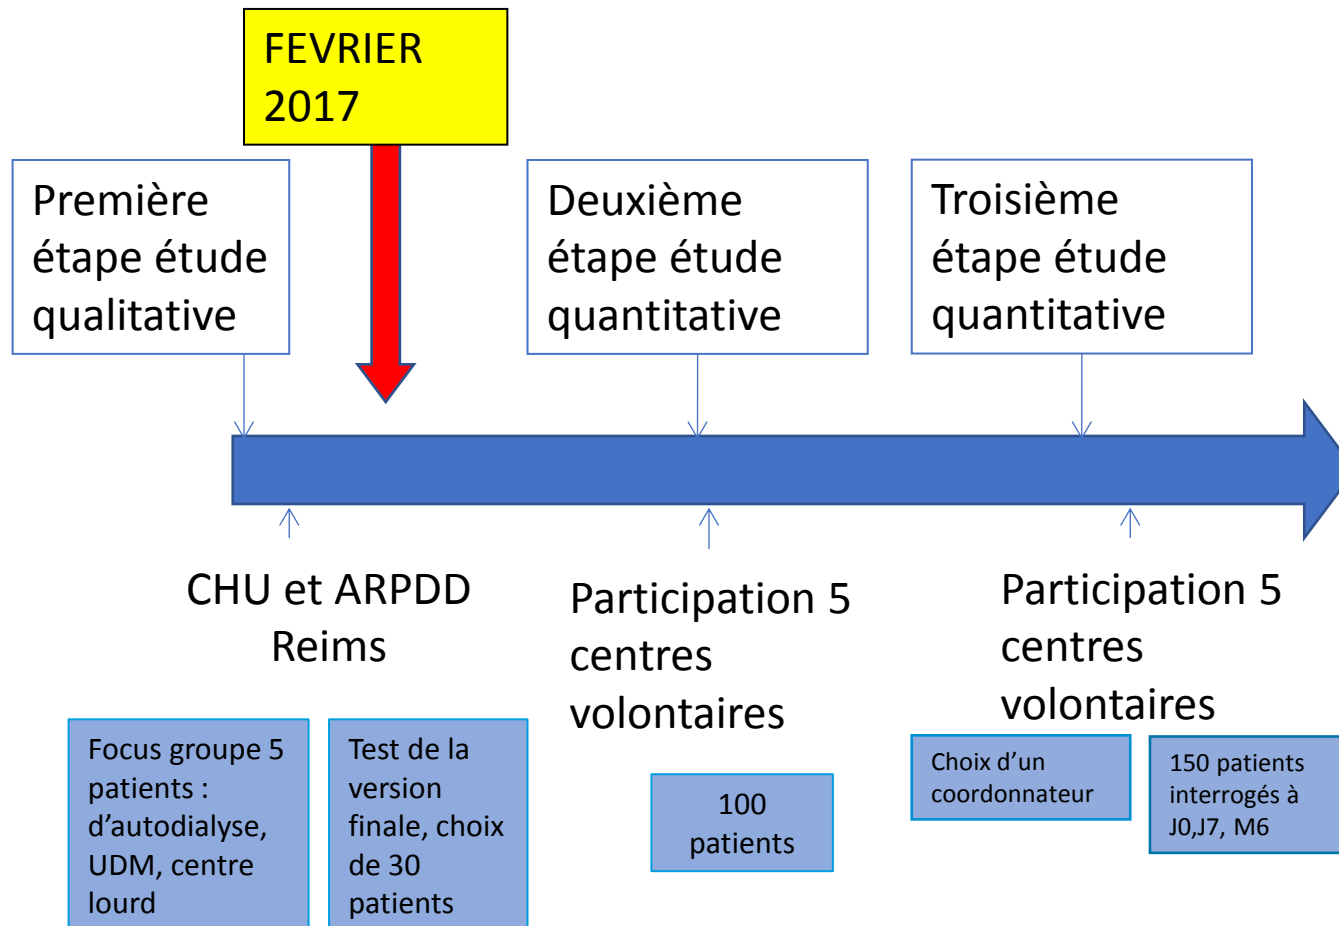 FEVRIER
2017
Première
étape étude
qualitative
Deuxième
étape étude
quantitative
Troisième
étape étude
quantitative
CHU et ARPDD
Reims
Participation 5
centres
volontaires
Participation 5
centres
volontaires
Focus groupe 5
patients :
d’autodialyse,
UDM, centre
lourd
Test de la
version
finale, choix
de 30
patients
100
patients
Choix d’un
coordonnateur
150 patients
interrogés à
J0,J7, M6